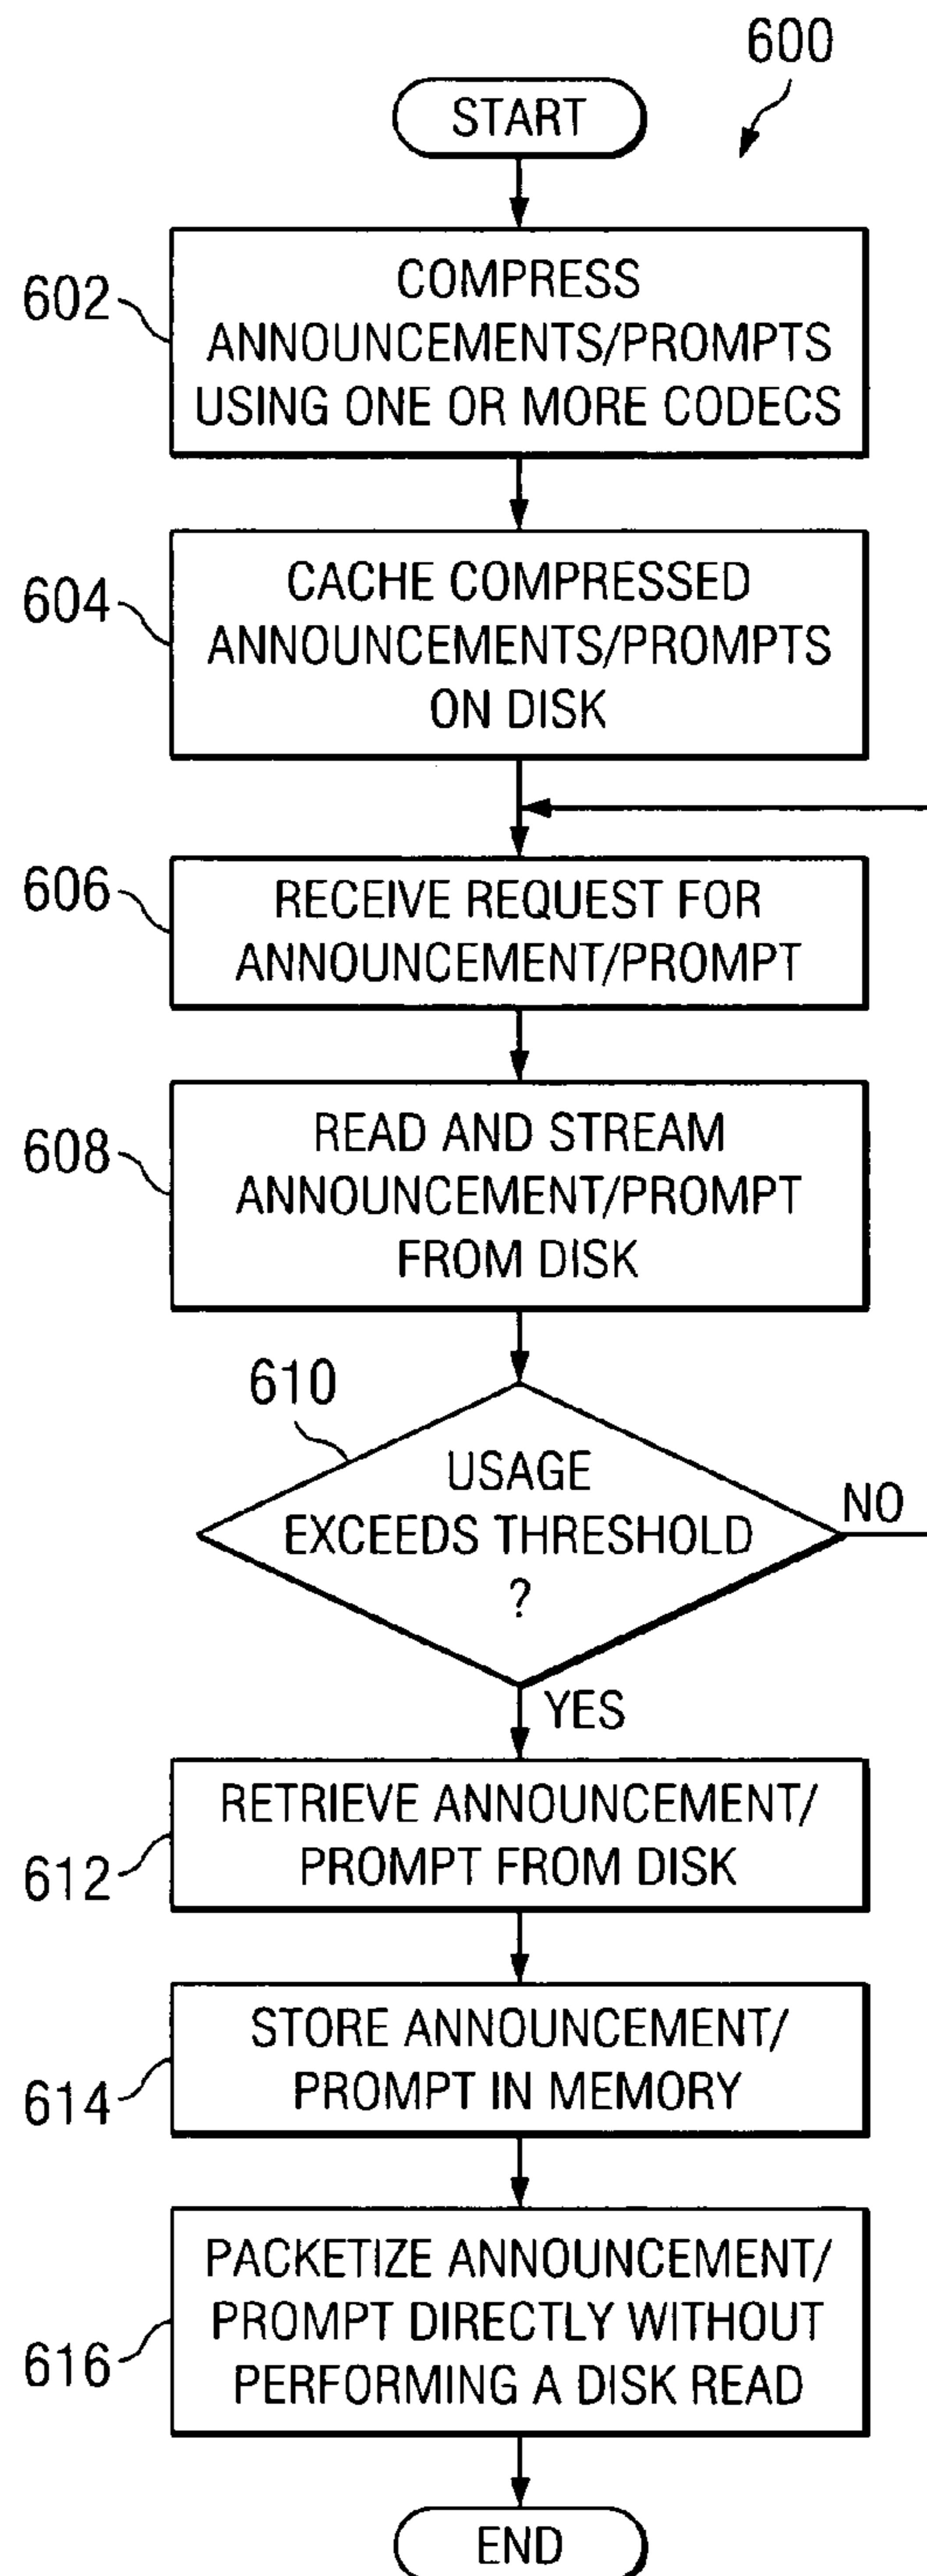 600
START
602
COMPRESS
ANNOUNCEMENTS/PROMPTS
USING ONE OR MORE CODECS
604
CACHE COMPRESSED
ANNOUNCEMENTS/PROMPTS
ON DISK
606
RECEIVE REQUEST FOR
ANNOUNCEMENT/PROMPT
608
READ AND STREAM
ANNOUNCEMENT/PROMPT
FROM DISK
610
USAGE
EXCEEDS THRESHOLD
?
NO
YES
612
RETRIEVE ANNOUNCEMENT/
PROMPT FROM DISK
614
STORE ANNOUNCEMENT/
PROMPT IN MEMORY
616
PACKETIZE ANNOUNCEMENT/
PROMPT DIRECTLY WITHOUT
PERFORMING A DISK READ
END